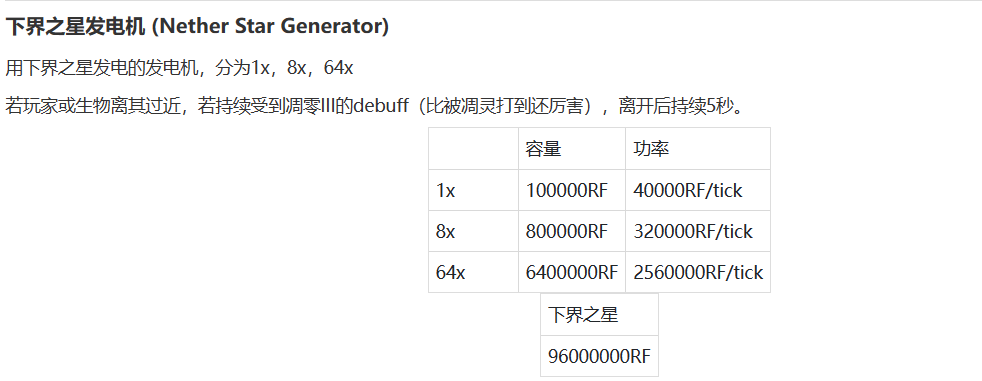 下界之星发电机 (Nether Star Generator)
用下界之星发电的发电机，分为1x，8x，64x
若玩家或生物离其过近，若持续受到凋零III的debuff（比被凋灵打到还厉害），离开后持续5秒。
容量 功率
1x 100000RF 40000RF/tick
8x 800000RF 320000RF/tick
64x 6400000RF 2560000RF/tick
下界之星
96000000RF